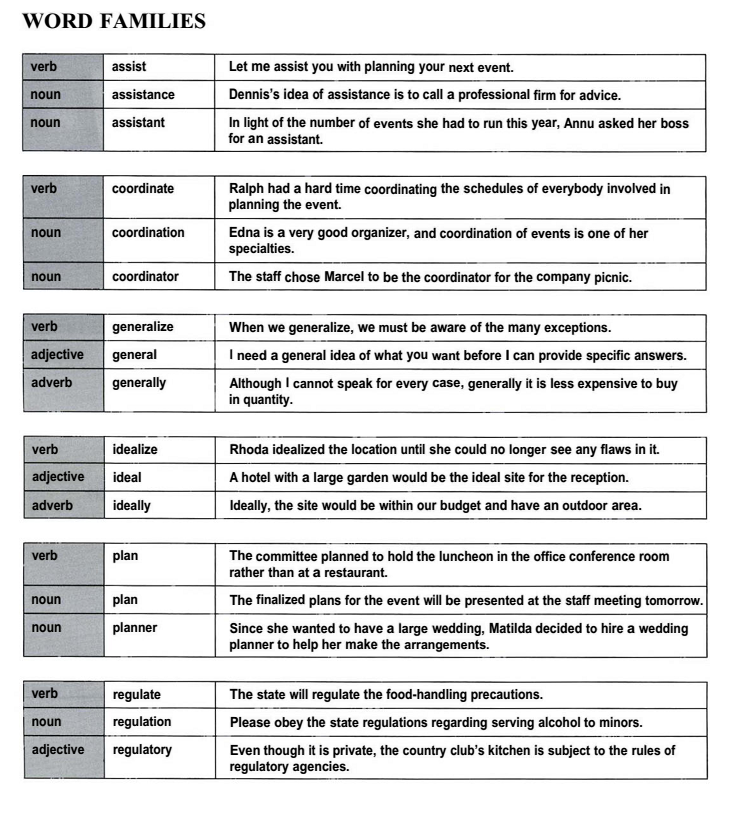 WORD FAMILIES
verb assist Let me assist you with planning your next event.
noun assistance Dennis's idea of assistance is to call a professional firm for advice.
noun assistant In light of the number of events she had to run this year, Annu asked her boss
for an assistant.
verb coordinate Ralph had a hard time coordinating the schedules of everybody involved in
planning the event.
noun coordination Edna is a very good organizer, and coordination of events is one of her
specialties.
noun coordinator The staff chose Marcel to be the coordinator for the company picnic.
verb generalize When we generalize, we must be aware of the many exceptions.
adjective general I need a general idea of what you want before I can provide specific answers.
adverb generally Although I cannot speak for every case, generally it is less expensive to buy
in quantity.
verb idealize Rhoda idealized the location until she could no longer see any flaws in it.
adjective ideal A hotel with a large garden would be the ideal site for the reception.
adverb ideally Ideally, the site would be within our budget and have an outdoor area.
verb plan The committee planned to hold the luncheon in the office conference room
rather than at a restaurant.
noun plan The finalized plans for the event will be presented at the staff meeting tomorrow.
noun planner Since she wanted to have a large wedding, Matilda decided to hire a wedding
planner to help her make the arrangements.
verb regulate The state will regulate the food-handling precautions.
noun regulation Please obey the state regulations regarding serving alcohol to minors.
adjective regulatory Even though it is private, the country club's kitchen is subject to the rules of
regulatory agencies.